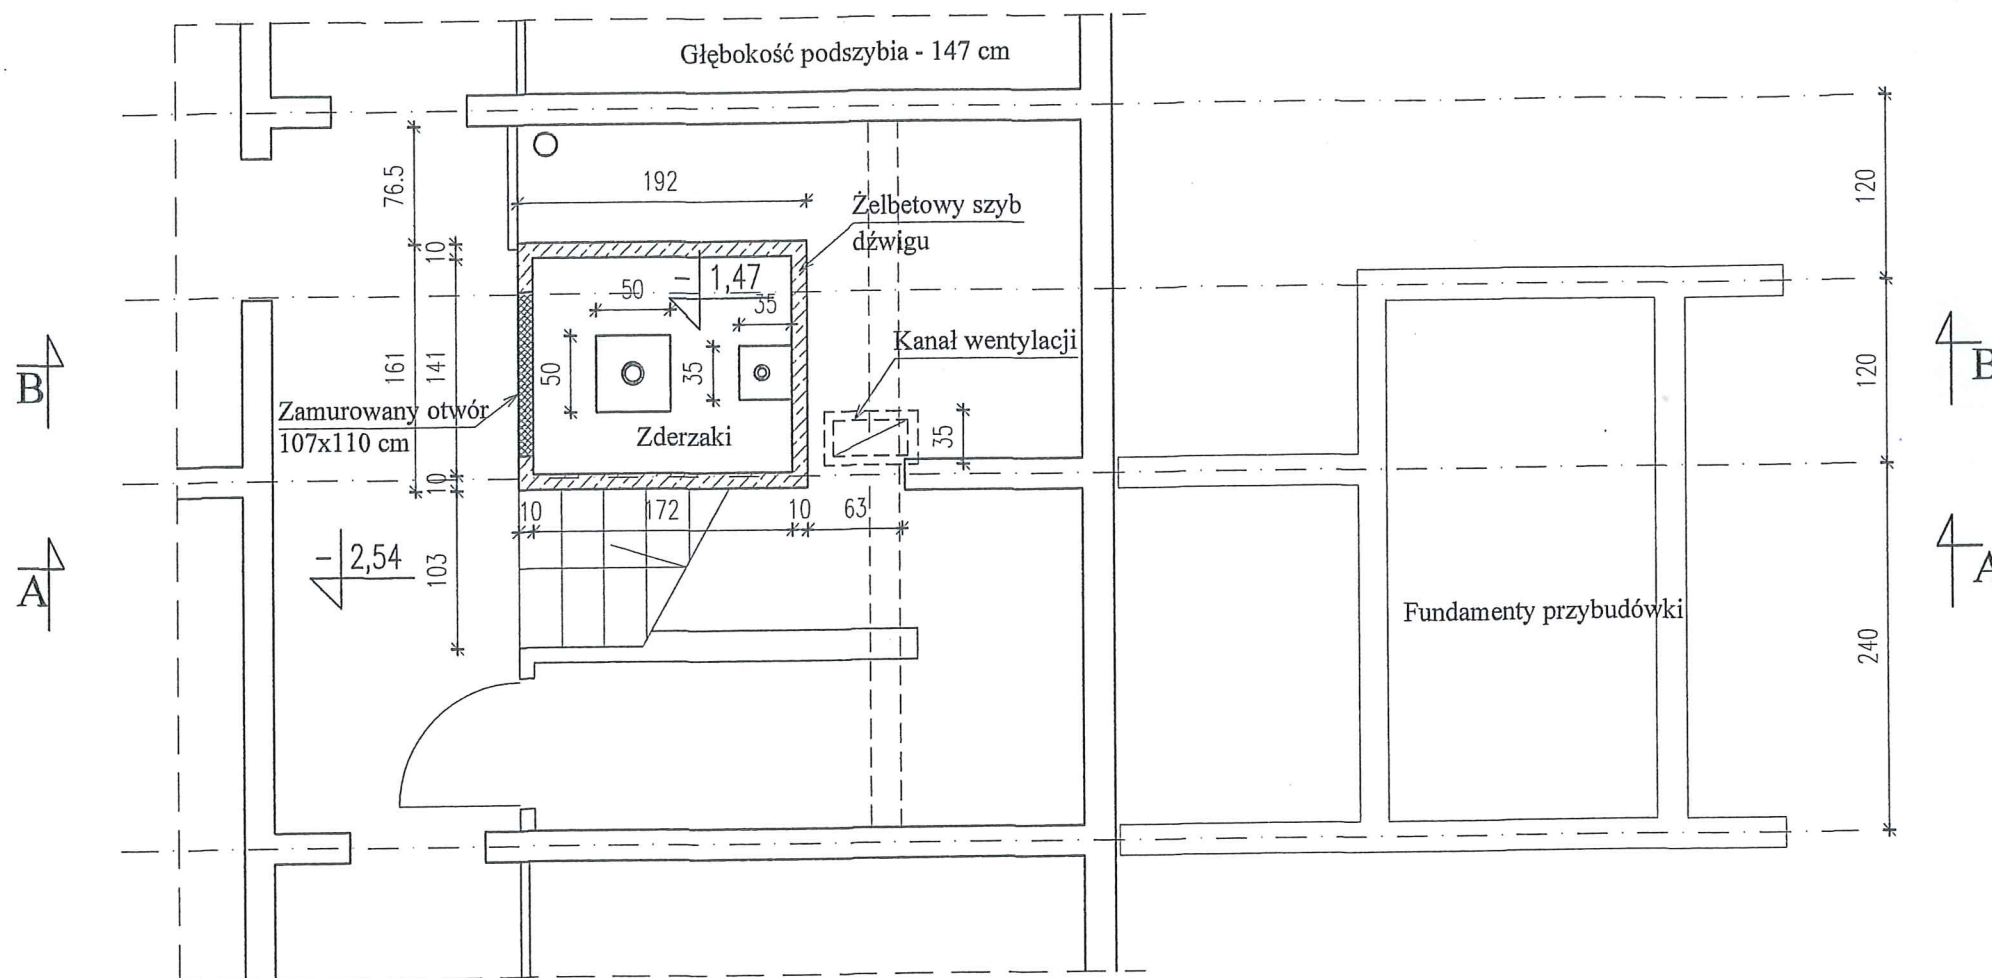 Głębokość podszybia - 147 cm
76.5
192
120
Żelbetowy szyb
dźwigu
10
- 1,47
50
35
Kanał wentylacji
B
161
141
50
35
120
B
Zamurowany otwór
107x110 cm
Zderzaki
35
10
10
172
10
63
- 2,54
103
A
A
Fundamenty przybudówki
240